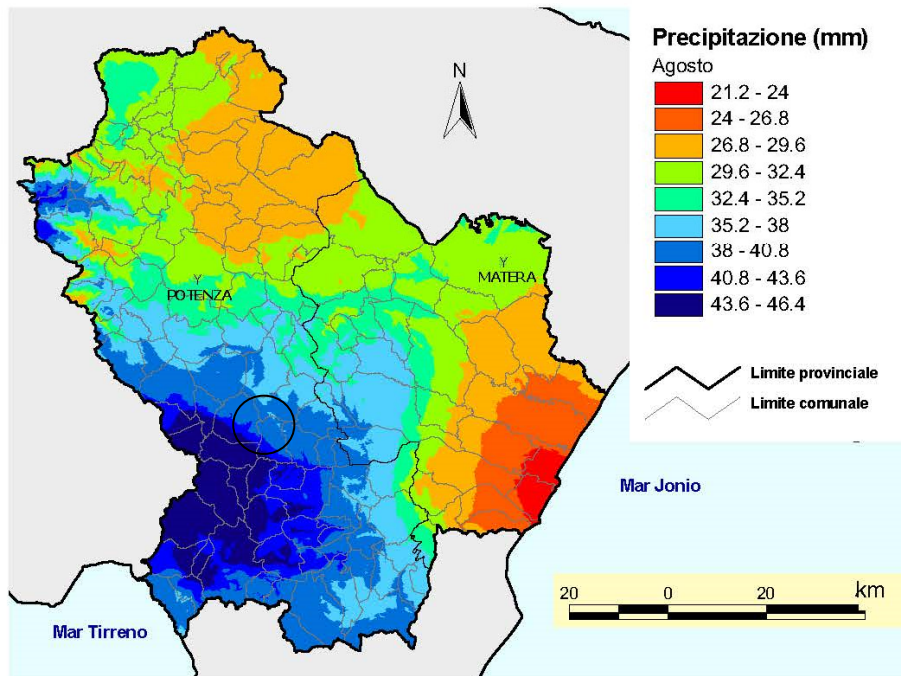 Precipitazione (mm)
Agosto
21.2 - 24
24 - 26.8
26.8 - 29.6
29.6 - 32.4
32.4 - 35.2
35.2 - 38
38 - 40.8
40.8 - 43.6
43.6 - 46.4
Limite provinciale
Limite comunale
N
Y
MATERA
Y
POTENZA
Mar Jonio
Mar Tirreno
20 0 20 km